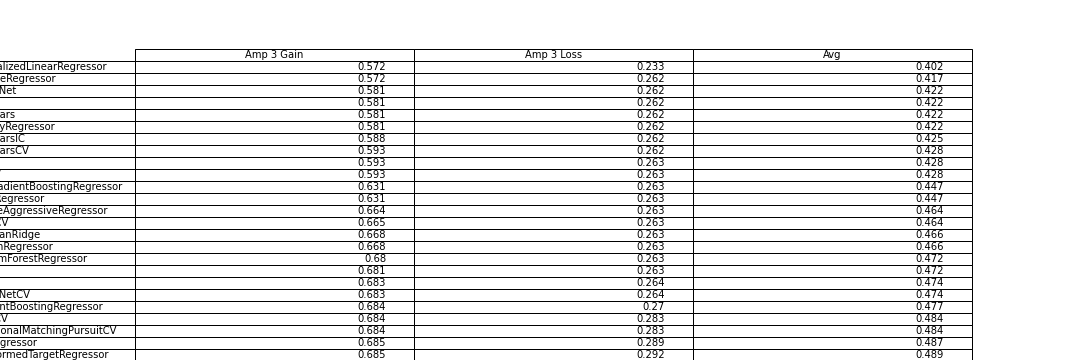 Amp 3 Gain Amp 3 Loss Avg
alizedLinearRegressor 0.572 0.233 0.402
eRegressor 0.572 0.262 0.417
Net 0.581 0.262 0.422
0.581 0.262 0.422
ars 0.581 0.262 0.422
yRegressor 0.581 0.262 0.422
arsIC 0.588 0.262 0.425
arsCV 0.593 0.262 0.428
0.593 0.263 0.428
0.593 0.263 0.428
adientBoostingRegressor 0.631 0.263 0.447
Regressor 0.631 0.263 0.447
eAggressiveRegressor 0.664 0.263 0.464
CV 0.665 0.263 0.464
anRidge 0.668 0.263 0.466
nRegressor 0.668 0.263 0.466
mForestRegressor 0.68 0.263 0.472
0.681 0.263 0.472
0.683 0.264 0.474
NetCV 0.683 0.264 0.474
ntBoostingRegressor 0.684 0.27 0.477
CV 0.684 0.283 0.484
onalMatchingPursuitCV 0.684 0.283 0.484
gressor 0.685 0.289 0.487
ormedTargetRegressor 0.685 0.292 0.489